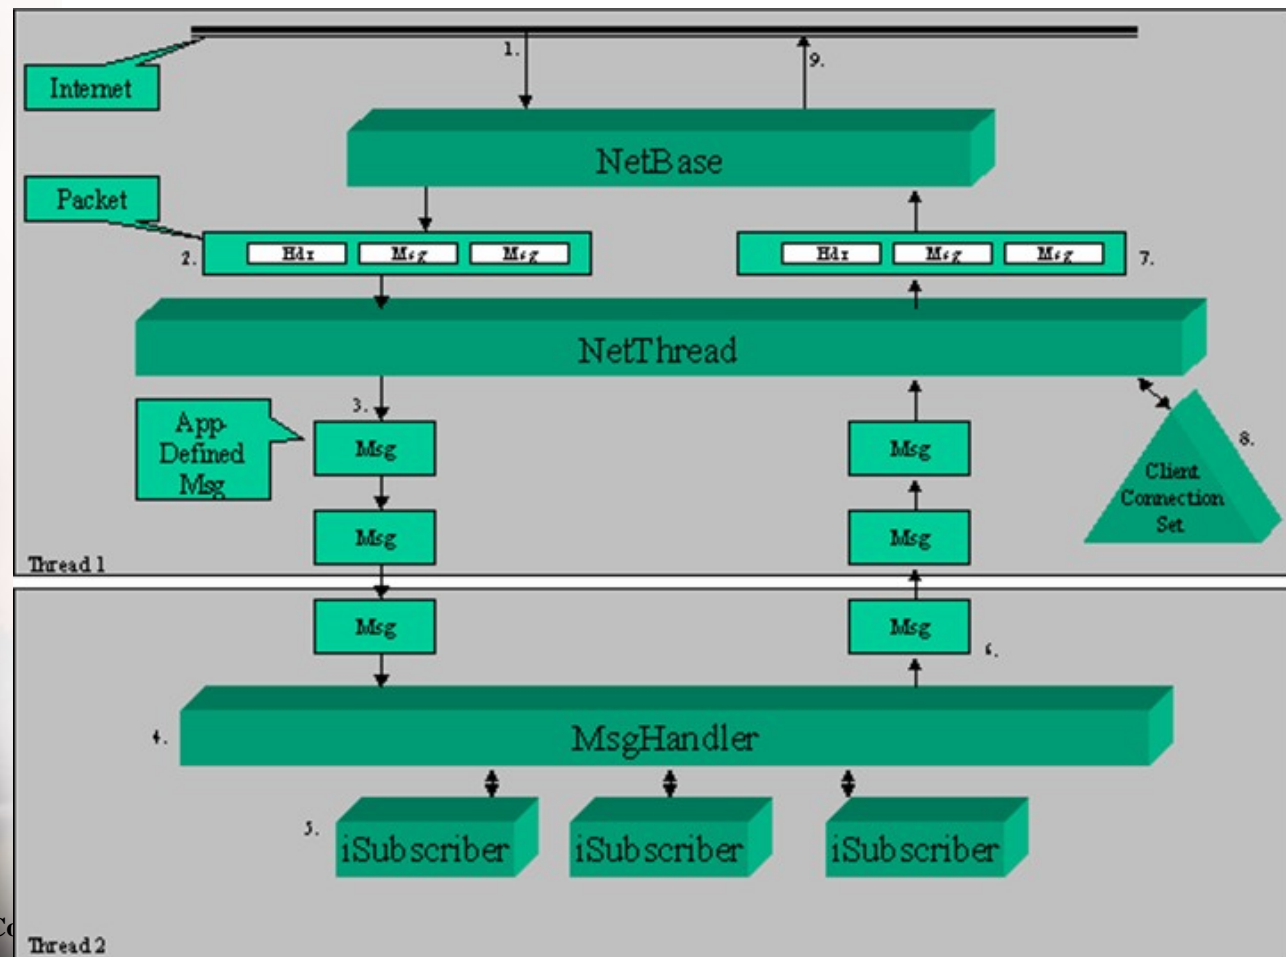 1.
9.
Internet
NetBase
Packet
2.
Hdr
Msg
Msg
Hdr
Msg
Msg
7.
NetThread
3.
App-
Defined
Msg
Msg
Msg
8.
Client
Connection
Set
Msg
Msg
Thread 1
Msg
Msg
6.
4.
MsgHandler
5.
iSubscriber
iSubscriber
iSubscriber
Thread 2